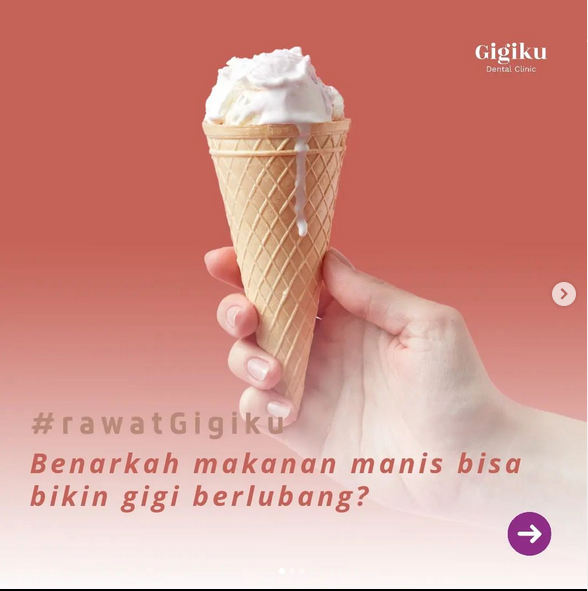 Gigiku
Dental Clinic
#rawatGigiku
Benarkah makanan manis bisa
bikin gigi berlubang?